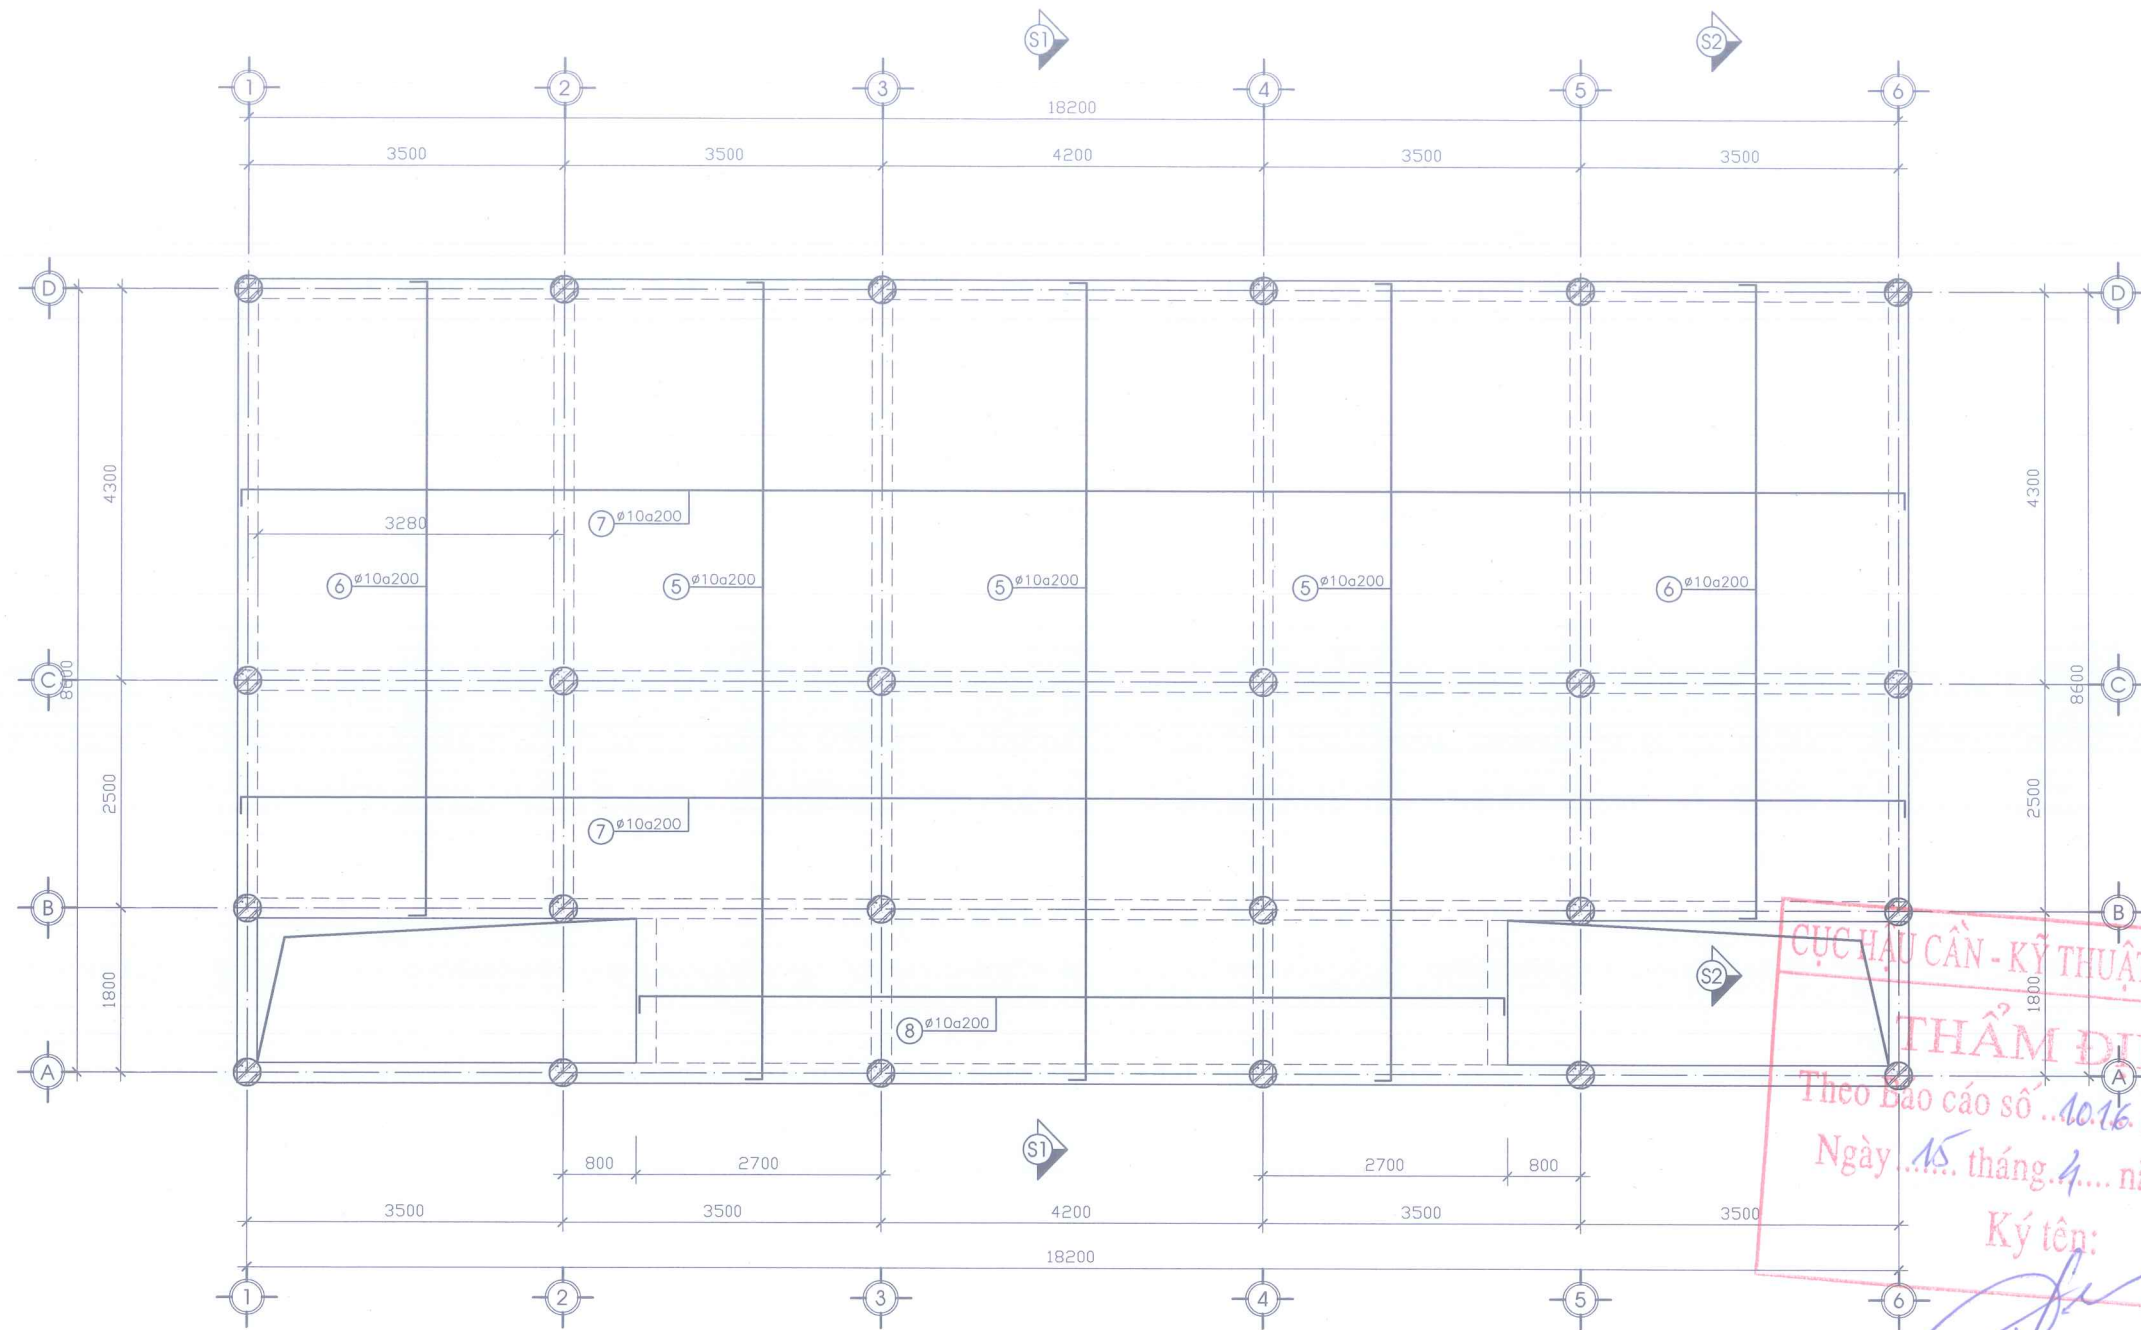 S1 S2
1 2 3 4 5 6
18200
3500 3500 4200 3500 3500
D D
4300 4300
7 ø10a200
3280
6 ø10a200 5 ø10a200 5 ø10a200 5 ø10a200 6 ø10a200
C C
8600 8600
2500 2500
7 ø10a200
B B
CỤC HẬU CẦN - KỸ THUẬT
S2
1800 1800
8 ø10a200
THẨM ĐỊ
A A
Theo Báo cáo số 1016
S1
Ngày 15 tháng 4
800 2700 2700 800
3500 3500 4200 3500 3500
Ký tên:
18200
1 2 3 4 5 6